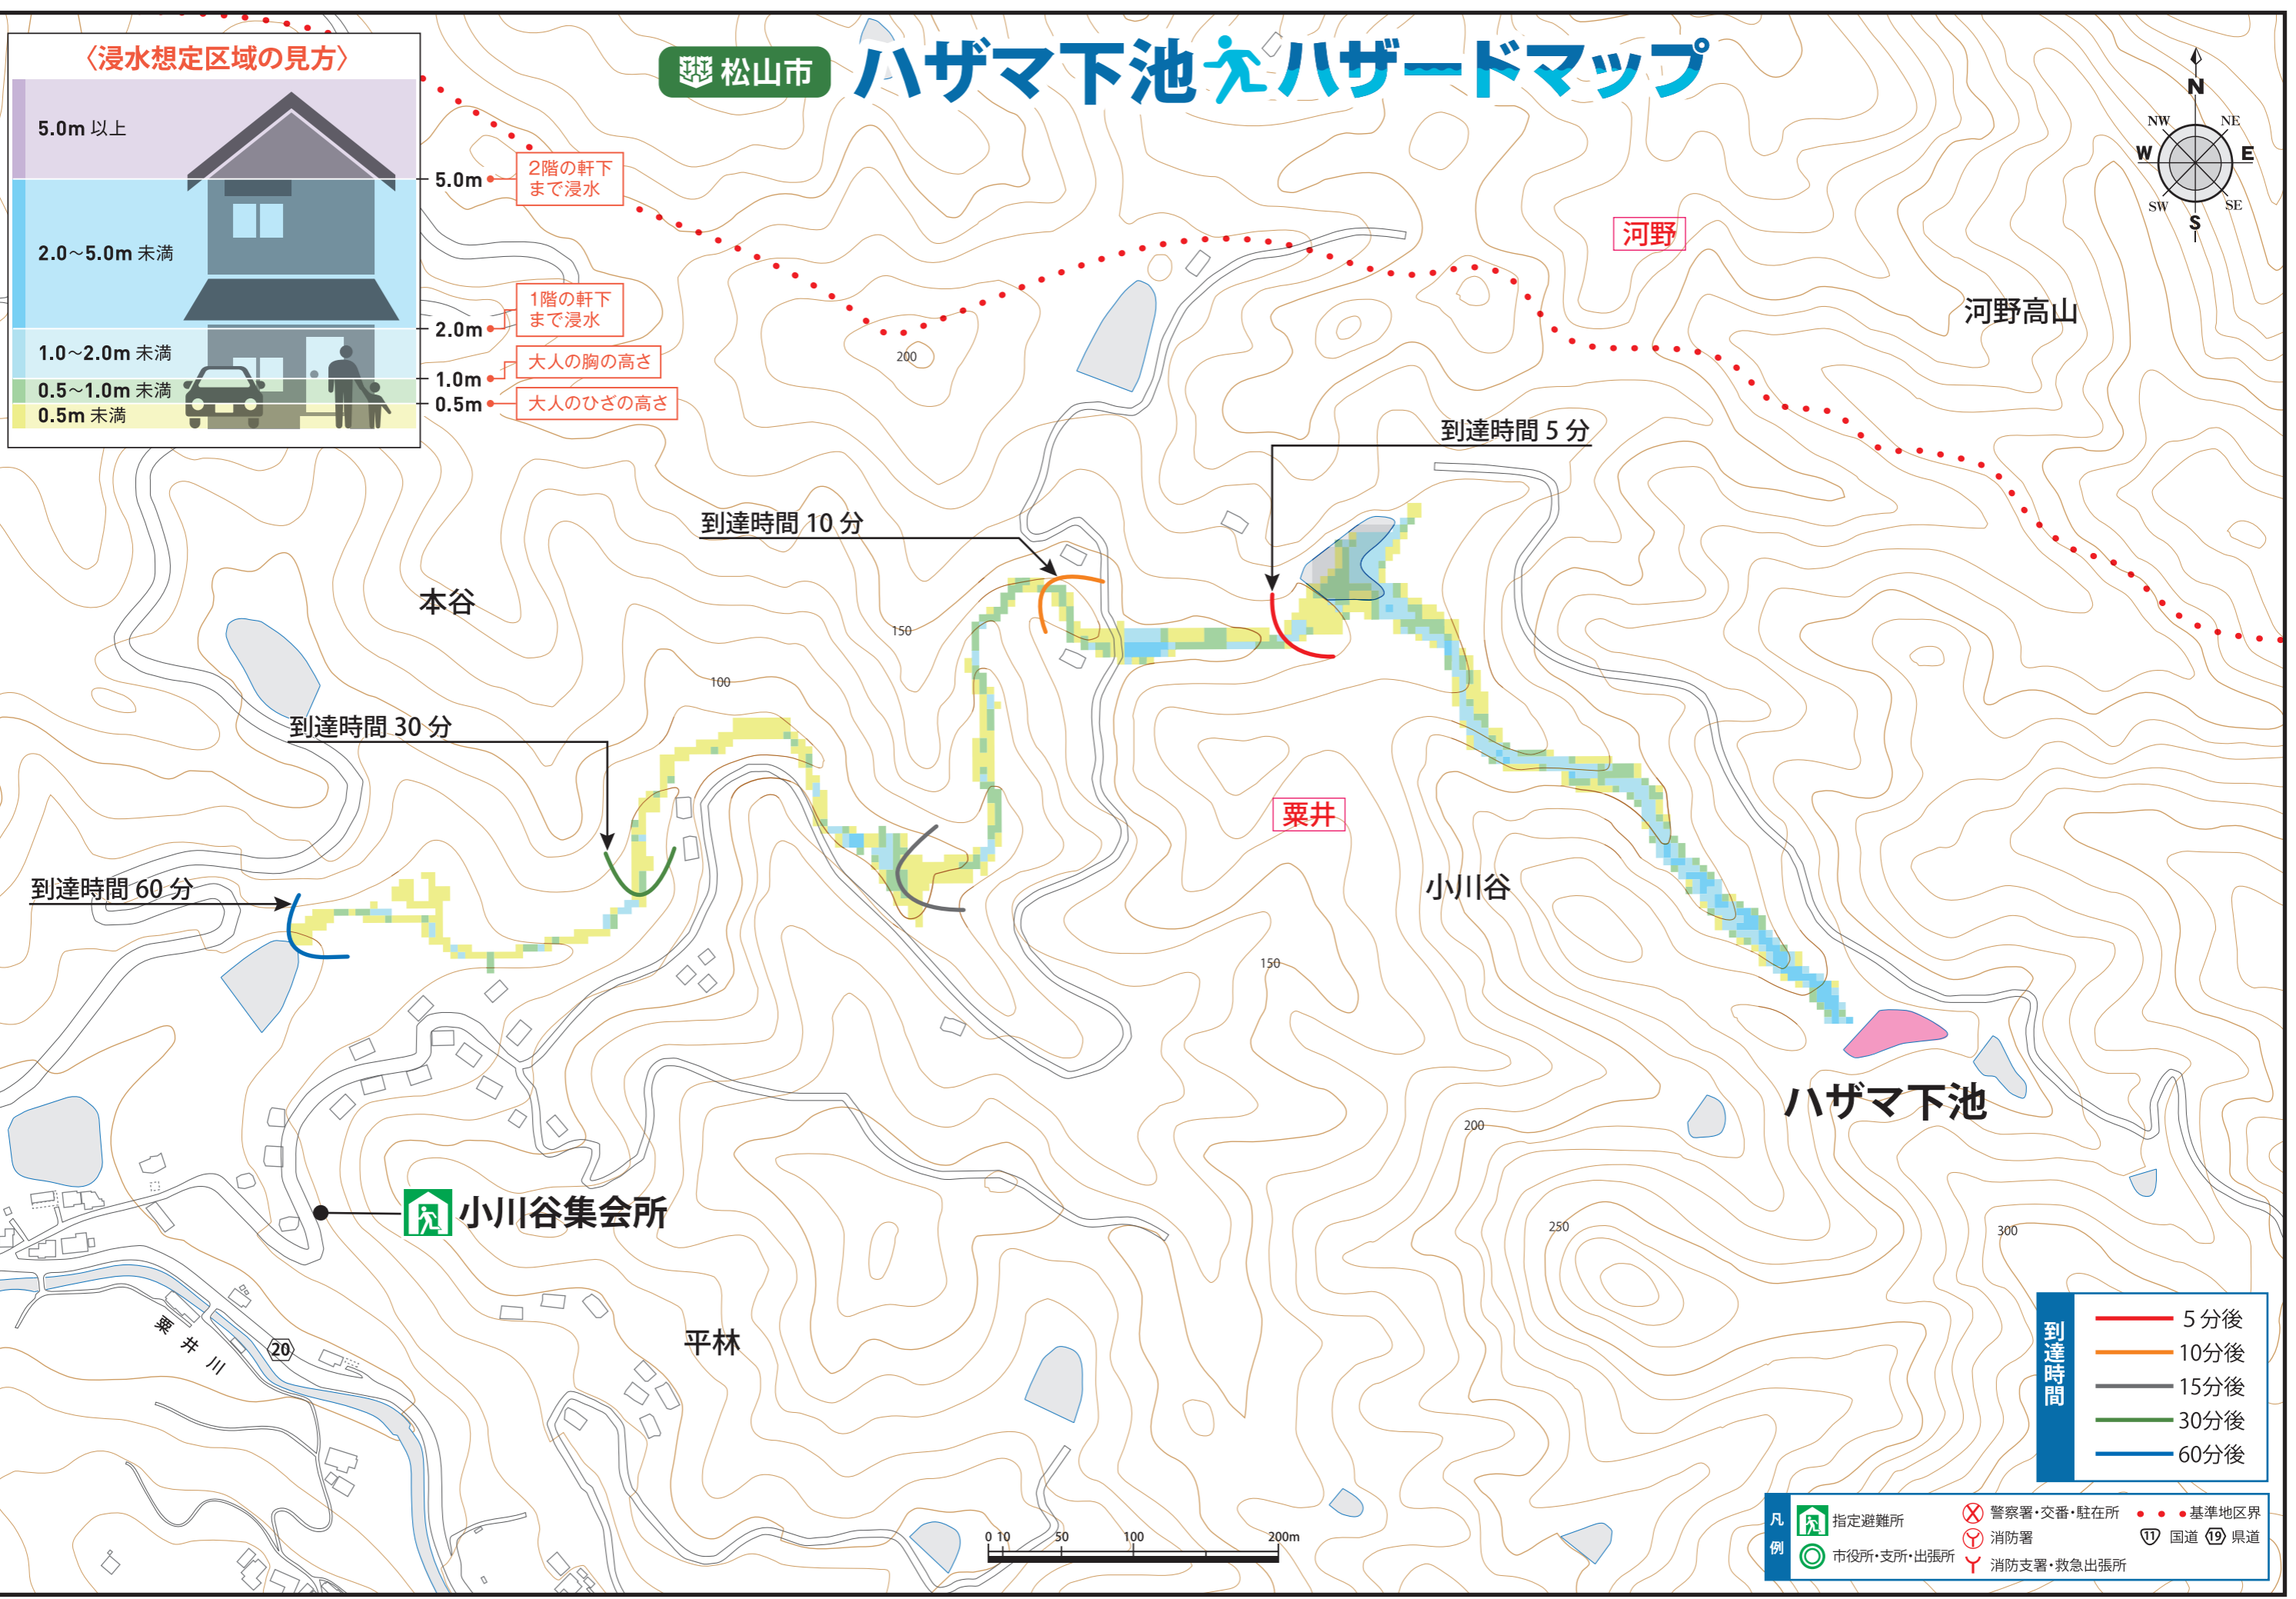 〈浸水想定区域の見方〉
5.0m 以上
2.0～5.0m 未満
1.0～2.0m 未満
0.5～1.0m 未満
0.5m 未満
5.0m
2階の軒下
まで浸水
2.0m
1階の軒下
まで浸水
1.0m
大人の胸の高さ
0.5m
大人のひざの高さ
松山市
ハザマ下池
ハザードマップ
N
NW
NE
W
E
SW
SE
S
河野
河野高山
200
到達時間 5 分
到達時間 10 分
本谷
150
100
到達時間 30 分
粟井
小川谷
到達時間 60 分
150
ハザマ下池
200
小川谷集会所
250
300
粟井川
20
平林
0 10 50 100 200m
到達時間
5 分後
10分後
15分後
30分後
60分後
凡例
指定避難所
市役所・支所・出張所
警察署・交番・駐在所
消防署
消防支署・救急出張所
基準地区界
11 国道 19 県道